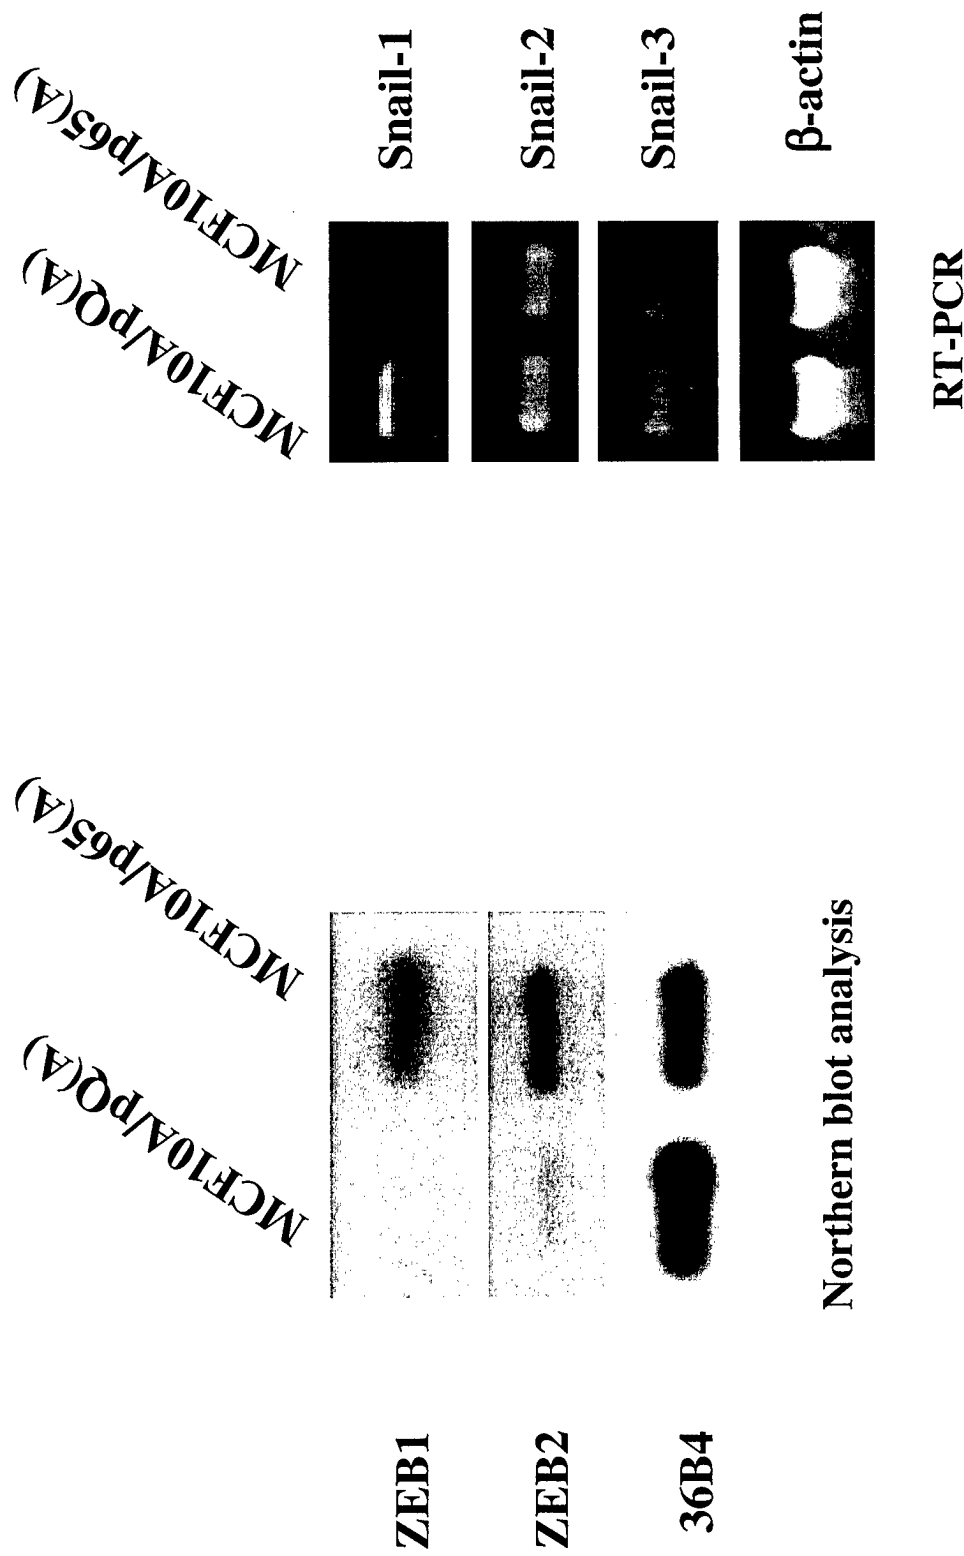 MCF10A/pQ(A)
MCF10A/p65(A)
ZEB1
ZEB2
36B4
Northern blot analysis
MCF10A/pQ(A)
MCF10A/p65(A)
Snail-1
Snail-2
Snail-3
β-actin
RT-PCR